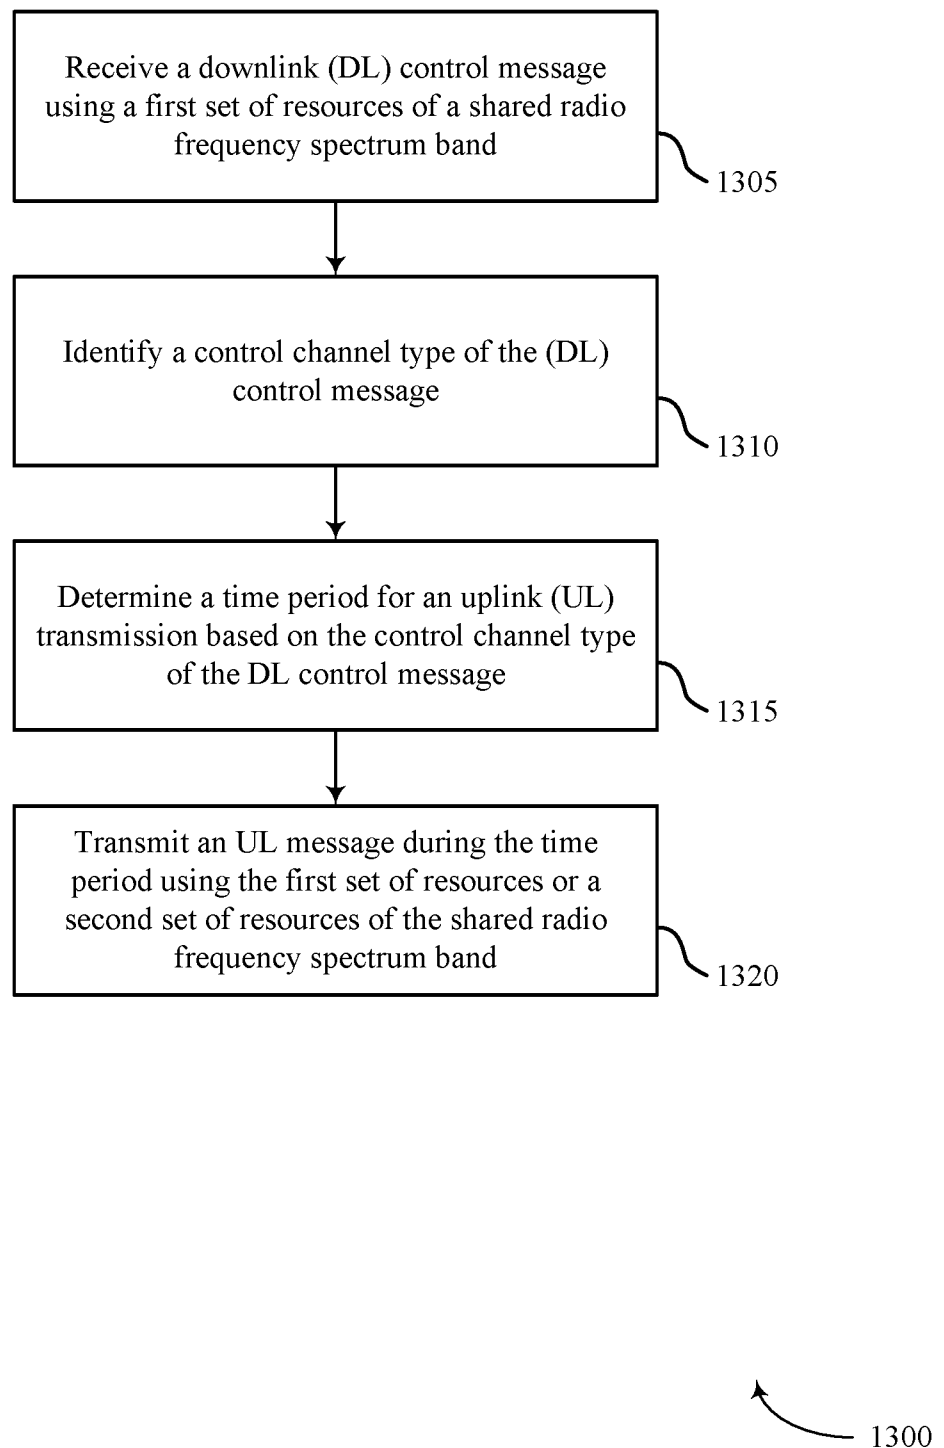 Receive a downlink (DL) control message
using a first set of resources of a shared radio
frequency spectrum band
1305
Identify a control channel type of the (DL)
control message
1310
Determine a time period for an uplink (UL)
transmission based on the control channel type
of the DL control message
1315
Transmit an UL message during the time
period using the first set of resources or a
second set of resources of the shared radio
frequency spectrum band
1320
1300